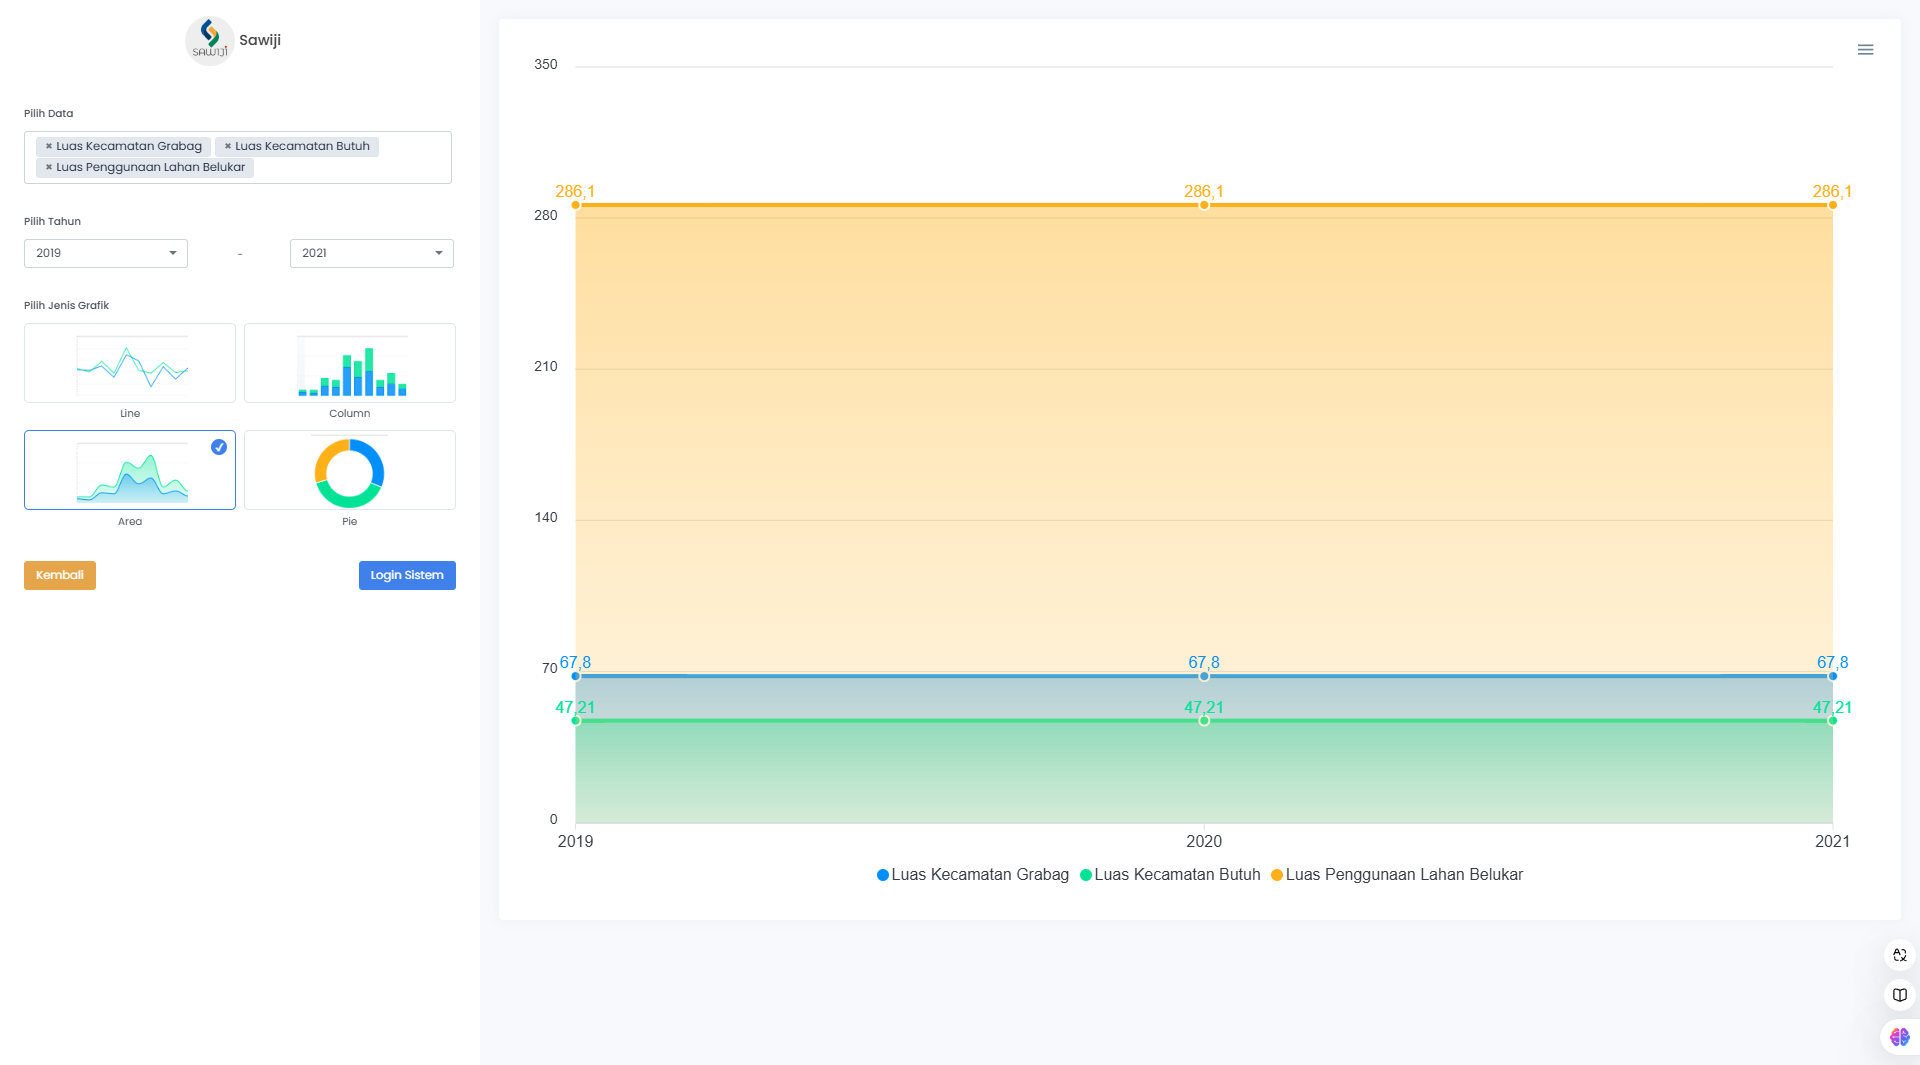 SAWIJI
Sawiji
Pilih Data
× Luas Kecamatan Grabag × Luas Kecamatan Butuh
× Luas Penggunaan Lahan Belukar
Pilih Tahun
2019 - 2021
Pilih Jenis Grafik
Line Column
Area Pie
Kembali Login Sistem
350
286,1 286,1 286,1
280
210
140
70 67,8 67,8 67,8
47,21 47,21 47,21
0
2019 2020 2021
Luas Kecamatan Grabag Luas Kecamatan Butuh Luas Penggunaan Lahan Belukar